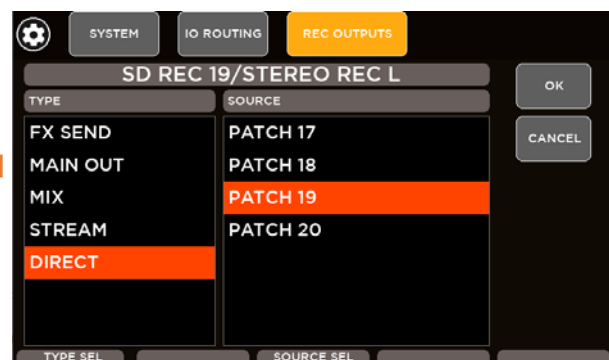 SYSTEM IO ROUTING REC OUTPUTS
SD REC 19/STEREO REC L
OK
TYPE SOURCE
FX SEND PATCH 17
CANCEL
MAIN OUT PATCH 18
MIX PATCH 19
STREAM PATCH 20
DIRECT
TYPE SEL SOURCE SEL